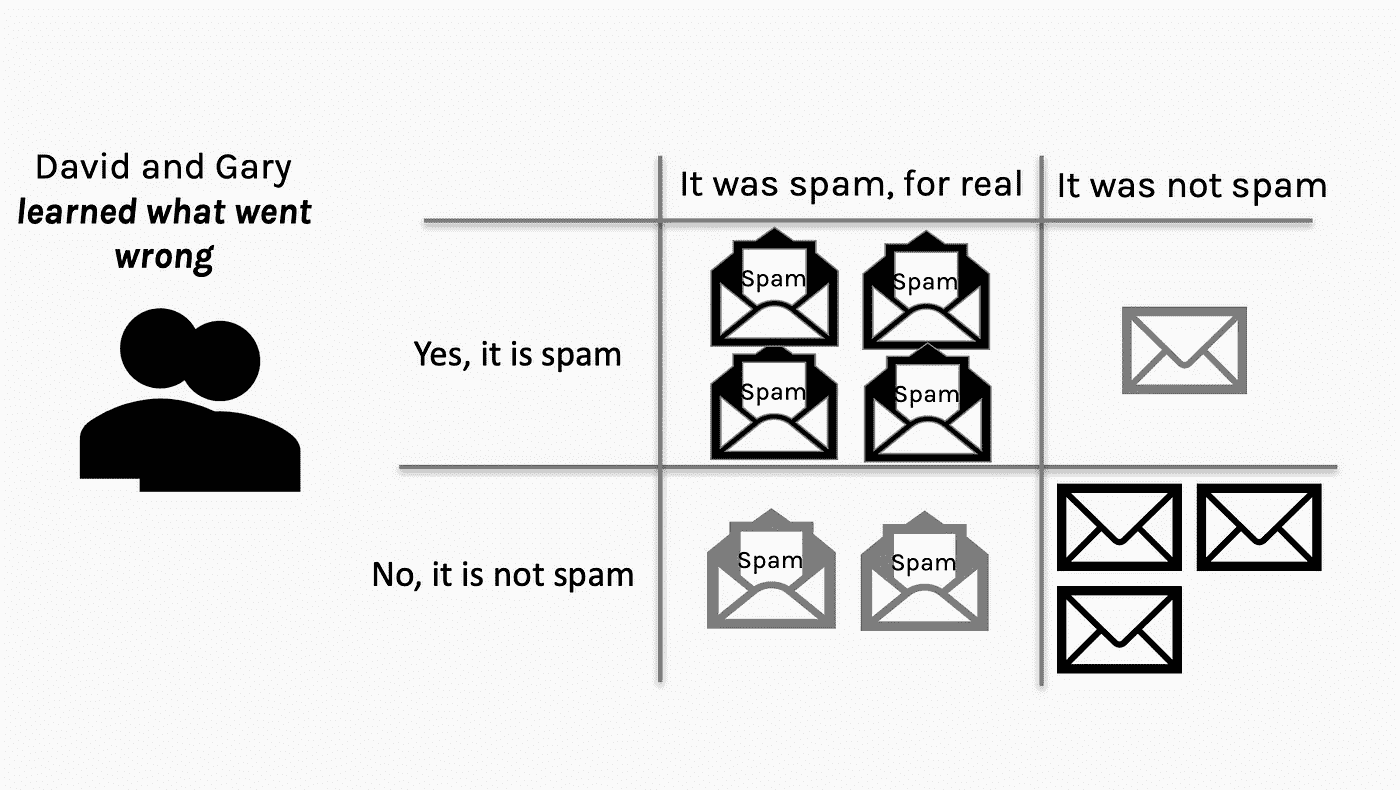 David and Gary
learned what went
wrong
It was spam, for real
It was not spam
Yes, it is spam
Spam
Spam
Spam
Spam
No, it is not spam
Spam
Spam